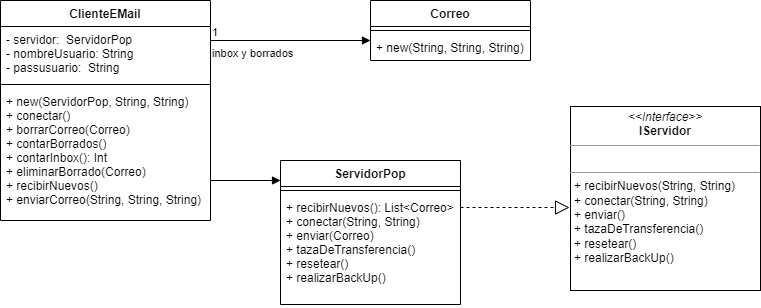 ClienteEMail
- servidor:  ServidorPop
- nombreUsuario: String
- passusuario:  String
+ new(ServidorPop, String, String)
+ conectar()
+ borrarCorreo(Correo)
+ contarBorrados()
+ contarInbox(): Int
+ eliminarBorrado(Correo)
+ recibirNuevos()
+ enviarCorreo(String, String, String)
1
inbox y borrados
Correo
+ new(String, String, String)
ServidorPop
+ recibirNuevos(): List<Correo>
+ conectar(String, String)
+ enviar(Correo)
+ tazaDeTransferencia()
+ resetear()
+ realizarBackUp()
<<Interface>>
IServidor
+ recibirNuevos(String, String)
+ conectar(String, String)
+ enviar()
+ tazaDeTransferencia()
+ resetear()
+ realizarBackUp()